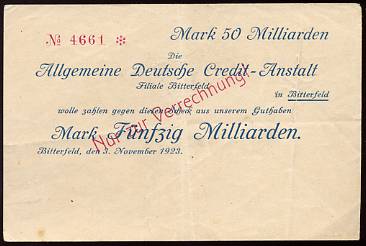 № 4661 *
Mark 50 Milliarden
Die
Allgemeine Deutsche Credit-Anstalt
Filiale Bitterfeld
in Bitterfeld
wolle zahlen gegen diesen Scheck aus unserem Guthaben
Mark Fünfzig Milliarden.
Nur zur Verrechnung!
Bitterfeld, den 3. November 1923.